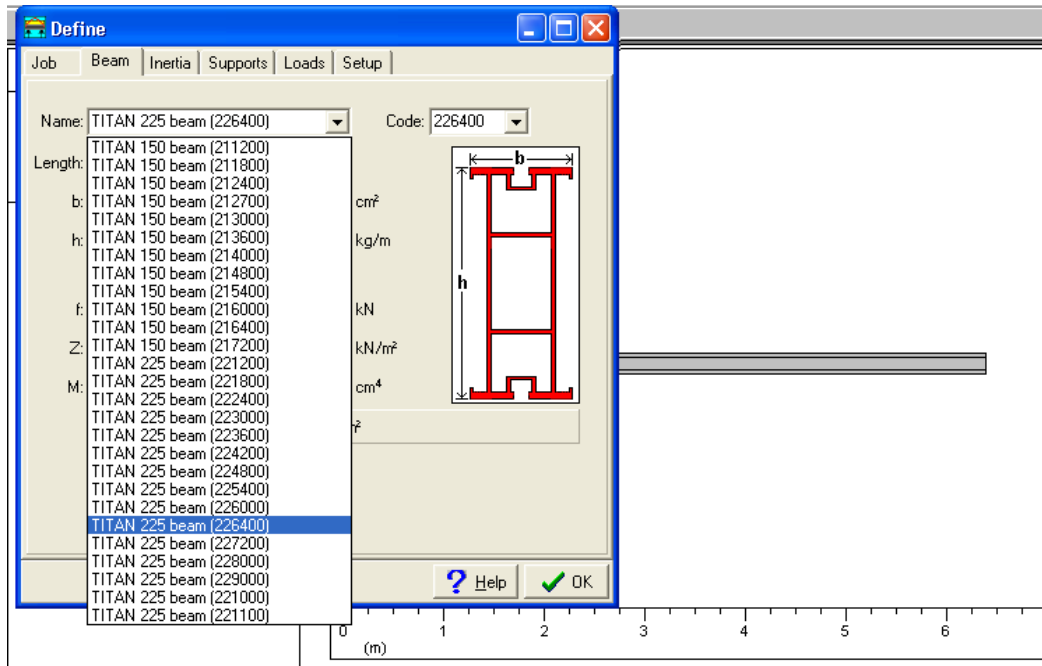 Define
Job Beam Inertia Supports Loads Setup
Name: TITAN 225 beam (226400) Code: 226400
TITAN 150 beam (211200)
TITAN 150 beam (211800)
TITAN 150 beam (212400)
TITAN 150 beam (212700)
TITAN 150 beam (213000)
TITAN 150 beam (213600)
TITAN 150 beam (214000)
TITAN 150 beam (214800)
TITAN 150 beam (215400)
TITAN 150 beam (216000)
TITAN 150 beam (216400)
TITAN 150 beam (217200)
TITAN 225 beam (221200)
TITAN 225 beam (221800)
TITAN 225 beam (222400)
TITAN 225 beam (223000)
TITAN 225 beam (223600)
TITAN 225 beam (224200)
TITAN 225 beam (224800)
TITAN 225 beam (225400)
TITAN 225 beam (226000)
TITAN 225 beam (226400)
TITAN 225 beam (227200)
TITAN 225 beam (228000)
TITAN 225 beam (229000)
TITAN 225 beam (221000)
TITAN 225 beam (221100)
Length:
b: cm²
h: kg/m
f: kN
Z: kN/m²
M: cm⁴
b
h
Help OK
0 1 2 3 4 5 6
(m)